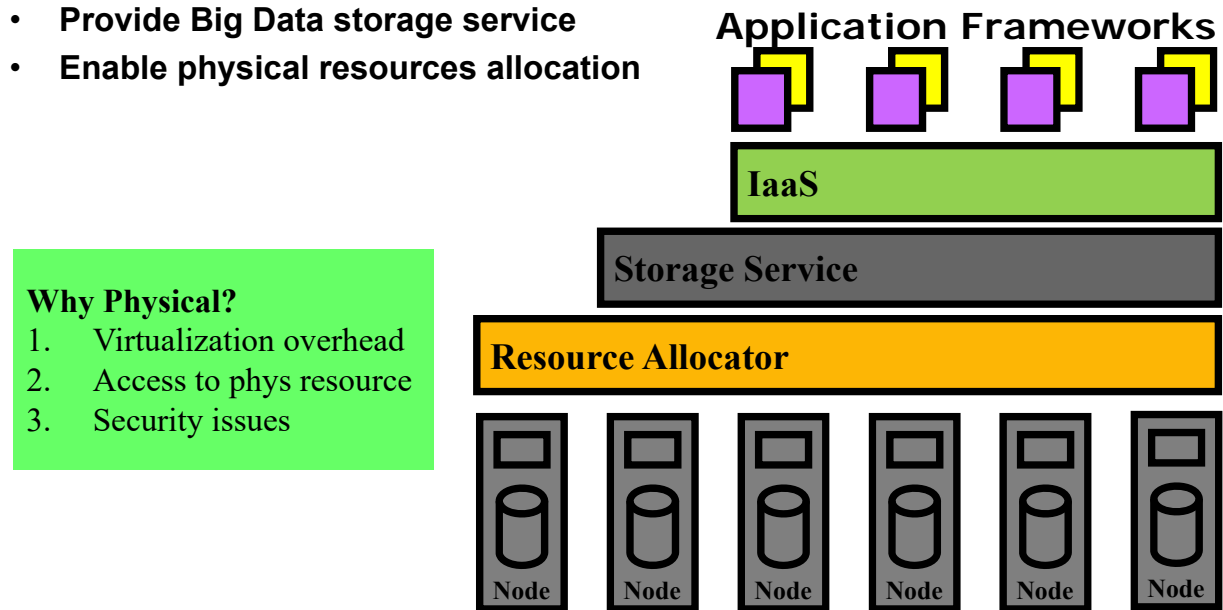 • Provide Big Data storage service
• Enable physical resources allocation
Application Frameworks
IaaS
Storage Service
Resource Allocator
Why Physical?
1. Virtualization overhead
2. Access to phys resource
3. Security issues
Node Node Node Node Node Node